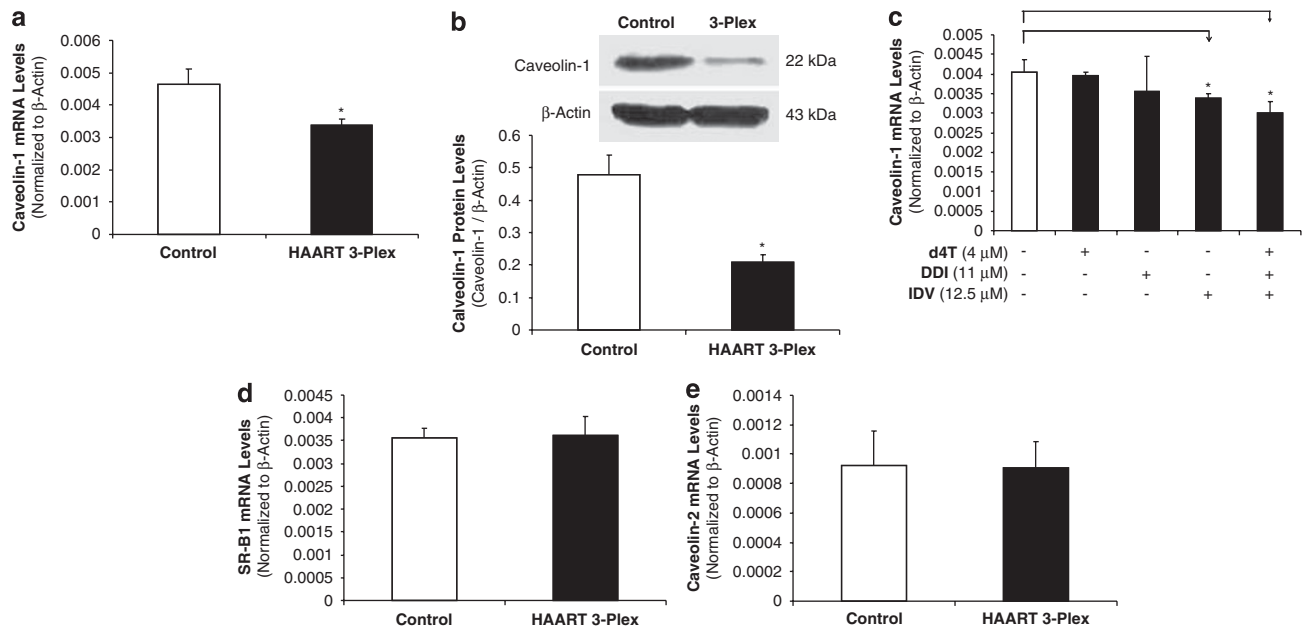 a
Caveolin-1 mRNA Levels
(Normalized to β-Actin)
0.006
0.005
0.004
0.003
0.002
0.001
0
*
Control
HAART 3-Plex
b
Control
3-Plex
Caveolin-1
22 kDa
β-Actin
43 kDa
Calveolin-1 Protein Levels
(Caveolin-1 / β-Actin)
0.6
0.5
0.4
0.3
0.2
0.1
0
*
Control
HAART 3-Plex
c
Caveolin-1 mRNA Levels
(Normalized to β-Actin)
0.005
0.0045
0.004
0.0035
0.003
0.0025
0.002
0.0015
0.001
0.0005
0
*
*
d4T (4 μM) - + - - +
DDI (11 μM) - - + - +
IDV (12.5 μM) - - - + +
d
SR-B1 mRNA Levels
(Normalized to β-Actin)
0.0045
0.004
0.0035
0.003
0.0025
0.002
0.0015
0.001
0.0005
0
Control
HAART 3-Plex
e
Caveolin-2 mRNA Levels
(Normalized to β-Actin)
0.0014
0.0012
0.001
0.0008
0.0006
0.0004
0.0002
0
Control
HAART 3-Plex